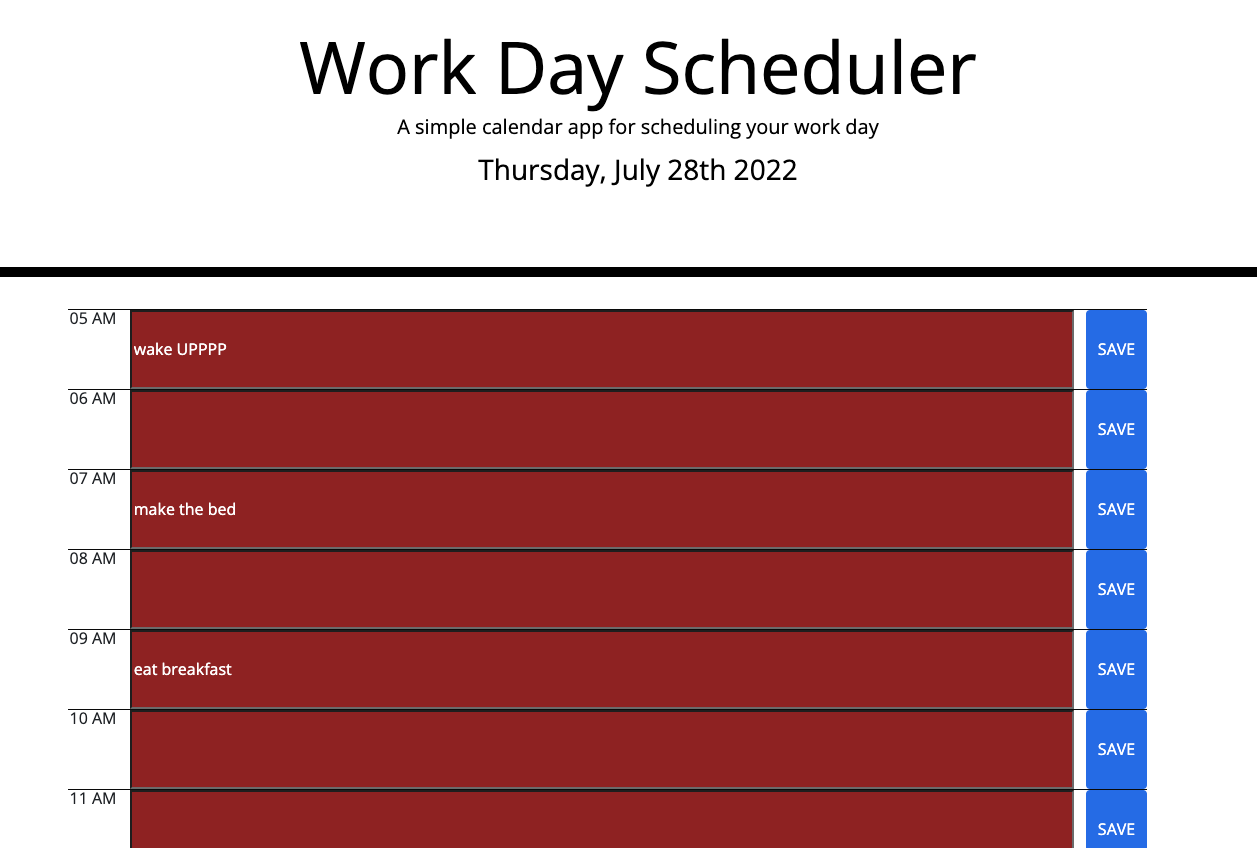 Work Day Scheduler
A simple calendar app for scheduling your work day
Thursday, July 28th 2022
05 AM wake UPPPP SAVE
06 AM SAVE
07 AM make the bed SAVE
08 AM SAVE
09 AM eat breakfast SAVE
10 AM SAVE
11 AM SAVE